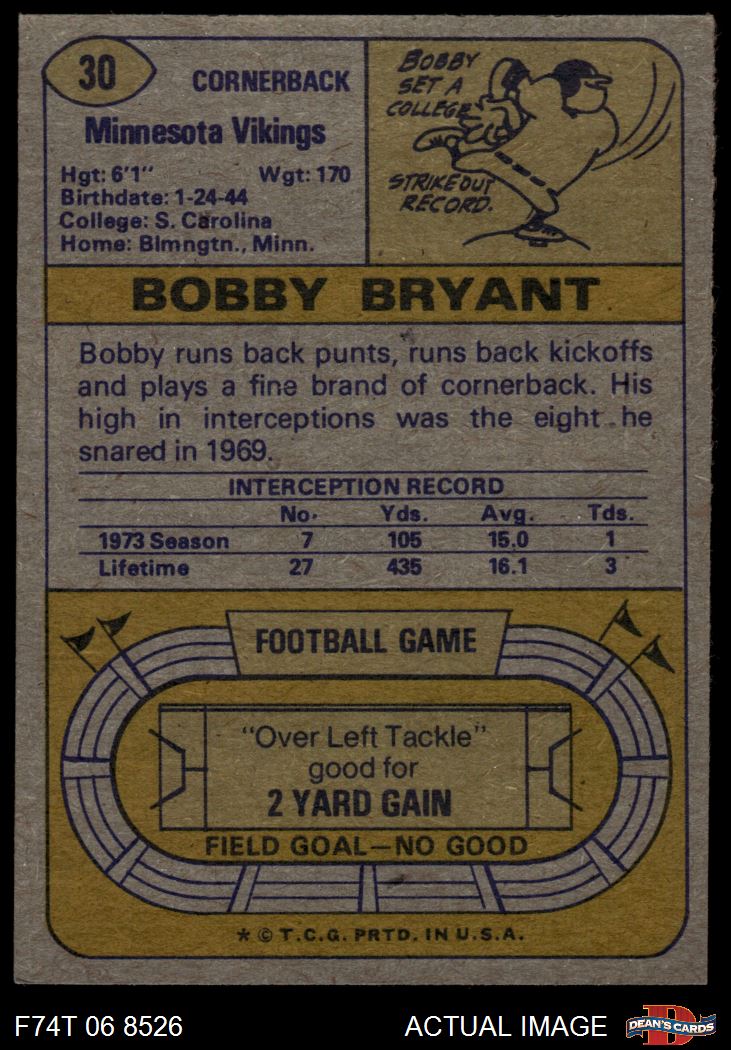 30
CORNERBACK
Minnesota Vikings
Hgt: 6'1" Wgt: 170
Birthdate: 1-24-44
College: S. Carolina
Home: Blmngtn., Minn.
BOBBY
SET A
COLLEGE
STRIKEOUT
RECORD.
BOBBY BRYANT
Bobby runs back punts, runs back kickoffs
and plays a fine brand of cornerback. His
high in interceptions was the eight he
snared in 1969.
INTERCEPTION RECORD
No. Yds. Avg. Tds.
1973 Season 7 105 15.0 1
Lifetime 27 435 16.1 3
FOOTBALL GAME
"Over Left Tackle"
good for
2 YARD GAIN
FIELD GOAL—NO GOOD
* © T.C.G. PRTD. IN U.S.A.
F74T 06 8526 ACTUAL IMAGE
DEAN'S CARDS